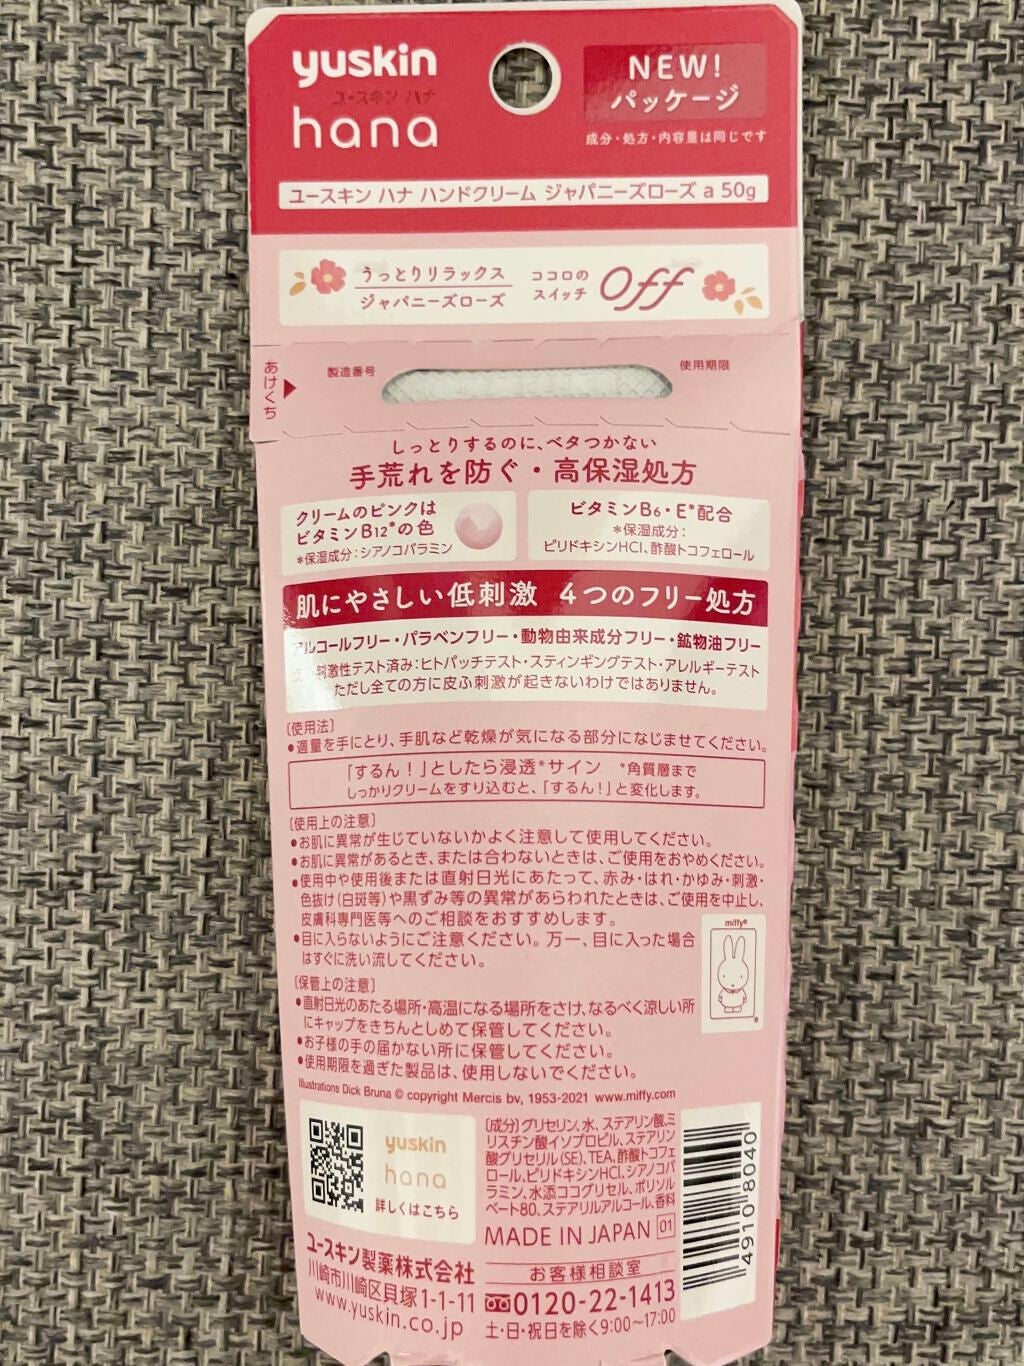 yuskin
ユースキン ハナ
hana
NEW!
パッケージ
成分・処方・内容量は同じです
ユースキン ハナ ハンドクリーム ジャパニーズローズ a 50g
うっとりリラックス
ジャパニーズローズ
ココロの
スイッチ
Off
あけくち
製造番号
使用期限
しっとりするのに、ベタつかない
手荒れを防ぐ・高保湿処方
クリームのピンクは
ビタミンB12*の色
*保湿成分:シアノコバラミン
ビタミンB6・E*配合
*保湿成分:
ピリドキシンHCl、酢酸トコフェロール
肌にやさしい低刺激 4つのフリー処方
アルコールフリー・パラベンフリー・動物由来成分フリー・鉱物油フリー
刺激性テスト済み:ヒトパッチテスト・スティンギングテスト・アレルギーテスト
ただし全ての方に皮ふ刺激が起きないわけではありません。
〔使用法〕
●適量を手にとり、手肌など乾燥が気になる部分になじませてください。
「するん!」としたら浸透*サイン *角質層まで
しっかりクリームをすり込むと、「するん!」と変化します。
〔使用上の注意〕
●お肌に異常が生じていないかよく注意して使用してください。
●お肌に異常があるとき、または合わないときは、ご使用をおやめください。
●使用中や使用後または直射日光にあたって、赤み・はれ・かゆみ・刺激・
色抜け(白斑等)や黒ずみ等の異常があらわれたときは、ご使用を中止し、
皮膚科専門医等へのご相談をおすすめします。
●目に入らないようにご注意ください。万一、目に入った場合
はすぐに洗い流してください。
miffy®
〔保管上の注意〕
●直射日光のあたる場所・高温になる場所をさけ、なるべく涼しい所
にキャップをきちんとしめて保管してください。
●お子様の手の届かない所に保管してください。
●使用期限を過ぎた製品は、使用しないでください。
Illustrations Dick Bruna © copyright Mercis bv, 1953-2021 www.miffy.com
yuskin
hana
詳しくはこちら
〔成分〕グリセリン、水、ステアリン酸、ミ
リスチン酸イソプロピル、ステアリン
酸グリセリル(SE)、TEA、酢酸トコフェ
ロール、ピリドキシンHCl、シアノコバ
ラミン、水添ココグリセル、ポリソル
ベート80、ステアリルアルコール、香料
MADE IN JAPAN 01
ユースキン製薬株式会社
川崎市川崎区貝塚1-1-11
www.yuskin.co.jp
お客様相談室
0120-22-1413
土・日・祝日を除く9:00~17:00
4910 8040